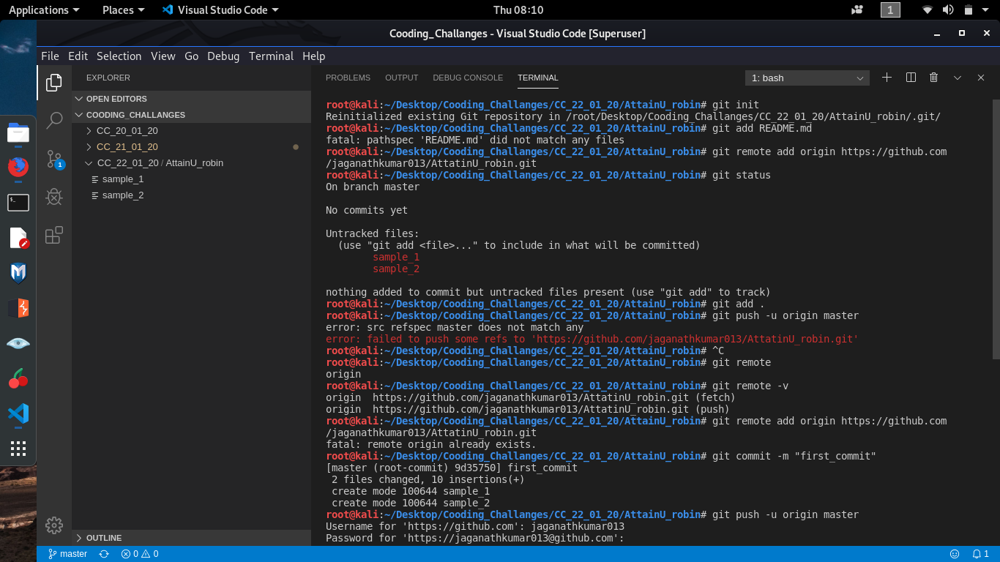 Applications Places Visual Studio Code Thu 08:10 1
Cooding_Challanges - Visual Studio Code [Superuser]
File Edit Selection View Go Debug Terminal Help
EXPLORER
OPEN EDITORS
COODING_CHALLANGES
CC_20_01_20
CC_21_01_20
CC_22_01_20 / AttainU_robin
sample_1
sample_2
OUTLINE
1
PROBLEMS OUTPUT DEBUG CONSOLE TERMINAL 1: bash
root@kali:~/Desktop/Cooding_Challanges/CC_22_01_20/AttainU_robin# git init
Reinitialized existing Git repository in /root/Desktop/Cooding_Challanges/CC_22_01_20/AttainU_robin/.git/
root@kali:~/Desktop/Cooding_Challanges/CC_22_01_20/AttainU_robin# git add README.md
fatal: pathspec 'README.md' did not match any files
root@kali:~/Desktop/Cooding_Challanges/CC_22_01_20/AttainU_robin# git remote add origin https://github.com
/jaganathkumar013/AttatinU_robin.git
root@kali:~/Desktop/Cooding_Challanges/CC_22_01_20/AttainU_robin# git status
On branch master
No commits yet
Untracked files:
(use "git add <file>..." to include in what will be committed)
sample_1
sample_2
nothing added to commit but untracked files present (use "git add" to track)
root@kali:~/Desktop/Cooding_Challanges/CC_22_01_20/AttainU_robin# git add .
root@kali:~/Desktop/Cooding_Challanges/CC_22_01_20/AttainU_robin# git push -u origin master
error: src refspec master does not match any
error: failed to push some refs to 'https://github.com/jaganathkumar013/AttatinU_robin.git'
root@kali:~/Desktop/Cooding_Challanges/CC_22_01_20/AttainU_robin# ^C
root@kali:~/Desktop/Cooding_Challanges/CC_22_01_20/AttainU_robin# git remote
origin
root@kali:~/Desktop/Cooding_Challanges/CC_22_01_20/AttainU_robin# git remote -v
origin https://github.com/jaganathkumar013/AttatinU_robin.git (fetch)
origin https://github.com/jaganathkumar013/AttatinU_robin.git (push)
root@kali:~/Desktop/Cooding_Challanges/CC_22_01_20/AttainU_robin# git remote add origin https://github.com
/jaganathkumar013/AttatinU_robin.git
fatal: remote origin already exists.
root@kali:~/Desktop/Cooding_Challanges/CC_22_01_20/AttainU_robin# git commit -m "first_commit"
[master (root-commit) 9d35750] first_commit
2 files changed, 10 insertions(+)
create mode 100644 sample_1
create mode 100644 sample_2
root@kali:~/Desktop/Cooding_Challanges/CC_22_01_20/AttainU_robin# git push -u origin master
Username for 'https://github.com': jaganathkumar013
Password for 'https://jaganathkumar013@github.com':
master 0 0 1